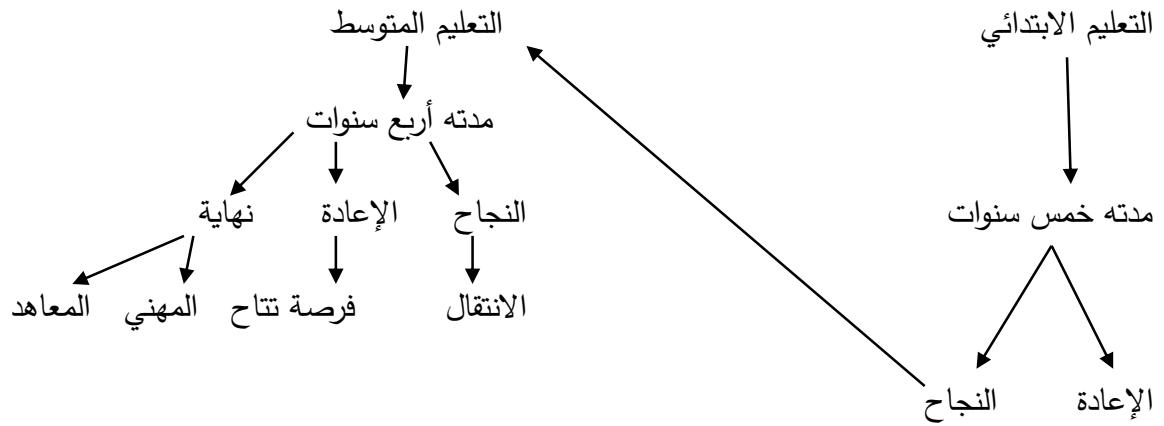 التعليم الابتدائي التعليم المتوسط
مدته أربع سنوات
مدته خمس سنوات النجاح الإعادة نهاية
الانتقال فرصة تتاح المهني المعاهد
الإعادة النجاح